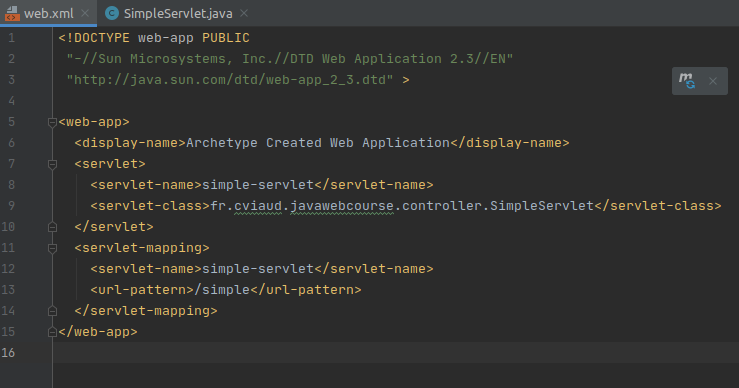 web.xml
SimpleServlet.java
1 <!DOCTYPE web-app PUBLIC
2 "-//Sun Microsystems, Inc.//DTD Web Application 2.3//EN"
3 "http://java.sun.com/dtd/web-app_2_3.dtd" >
4
5 <web-app>
6 <display-name>Archetype Created Web Application</display-name>
7 <servlet>
8 <servlet-name>simple-servlet</servlet-name>
9 <servlet-class>fr.cviaud.javawebcourse.controller.SimpleServlet</servlet-class>
10 </servlet>
11 <servlet-mapping>
12 <servlet-name>simple-servlet</servlet-name>
13 <url-pattern>/simple</url-pattern>
14 </servlet-mapping>
15 </web-app>
16